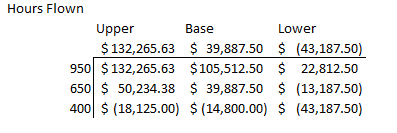 Hours Flown
Upper Base Lower
$ 132,265.63 $ 39,887.50 $ (43,187.50)
950 $ 132,265.63 $105,512.50 $ 22,812.50
650 $ 50,234.38 $ 39,887.50 $ (13,187.50)
400 $ (18,125.00) $ (14,800.00) $ (43,187.50)